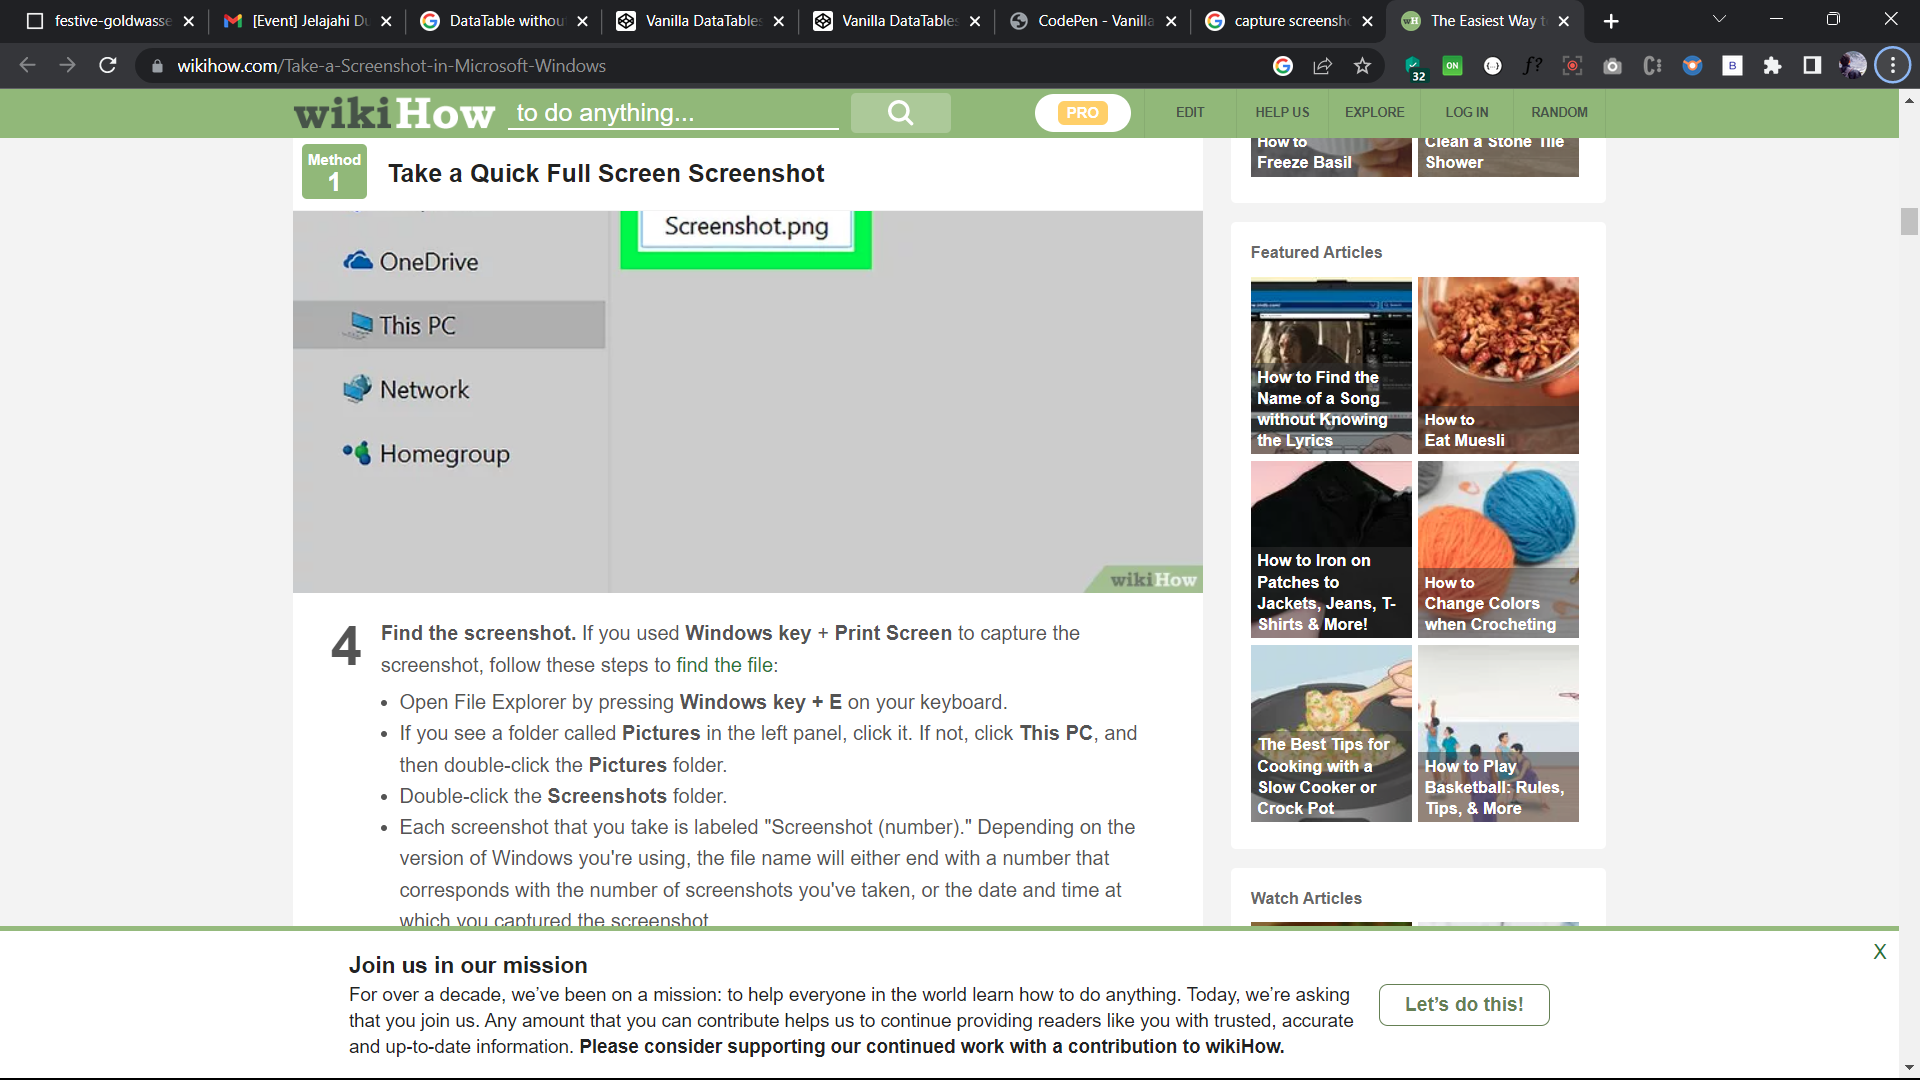 festive-goldwasse
[Event] Jelajahi Du
DataTable withou
Vanilla DataTables
Vanilla DataTables
CodePen - Vanilla
capture screensh
The Easiest Way t
wikihow.com/Take-a-Screenshot-in-Microsoft-Windows
32
ON
f?
C
B
wikiHow to do anything...
PRO
EDIT
HELP US
EXPLORE
LOG IN
RANDOM
Method
1
Take a Quick Full Screen Screenshot
Screenshot.png
OneDrive
This PC
Network
Homegroup
wikiHow
4 Find the screenshot. If you used Windows key + Print Screen to capture the
screenshot, follow these steps to find the file:
• Open File Explorer by pressing Windows key + E on your keyboard.
• If you see a folder called Pictures in the left panel, click it. If not, click This PC, and
then double-click the Pictures folder.
• Double-click the Screenshots folder.
• Each screenshot that you take is labeled "Screenshot (number)." Depending on the
version of Windows you're using, the file name will either end with a number that
corresponds with the number of screenshots you've taken, or the date and time at
which you captured the screenshot
How to
Freeze Basil
Clean a Stone Tile
Shower
Featured Articles
How to Find the
Name of a Song
without Knowing
the Lyrics
How to
Eat Muesli
How to Iron on
Patches to
Jackets, Jeans, T-
Shirts & More!
How to
Change Colors
when Crocheting
The Best Tips for
Cooking with a
Slow Cooker or
Crock Pot
How to Play
Basketball: Rules,
Tips, & More
Watch Articles
X
Join us in our mission
For over a decade, we've been on a mission: to help everyone in the world learn how to do anything. Today, we're asking
that you join us. Any amount that you can contribute helps us to continue providing readers like you with trusted, accurate
and up-to-date information. Please consider supporting our continued work with a contribution to wikiHow.
Let's do this!